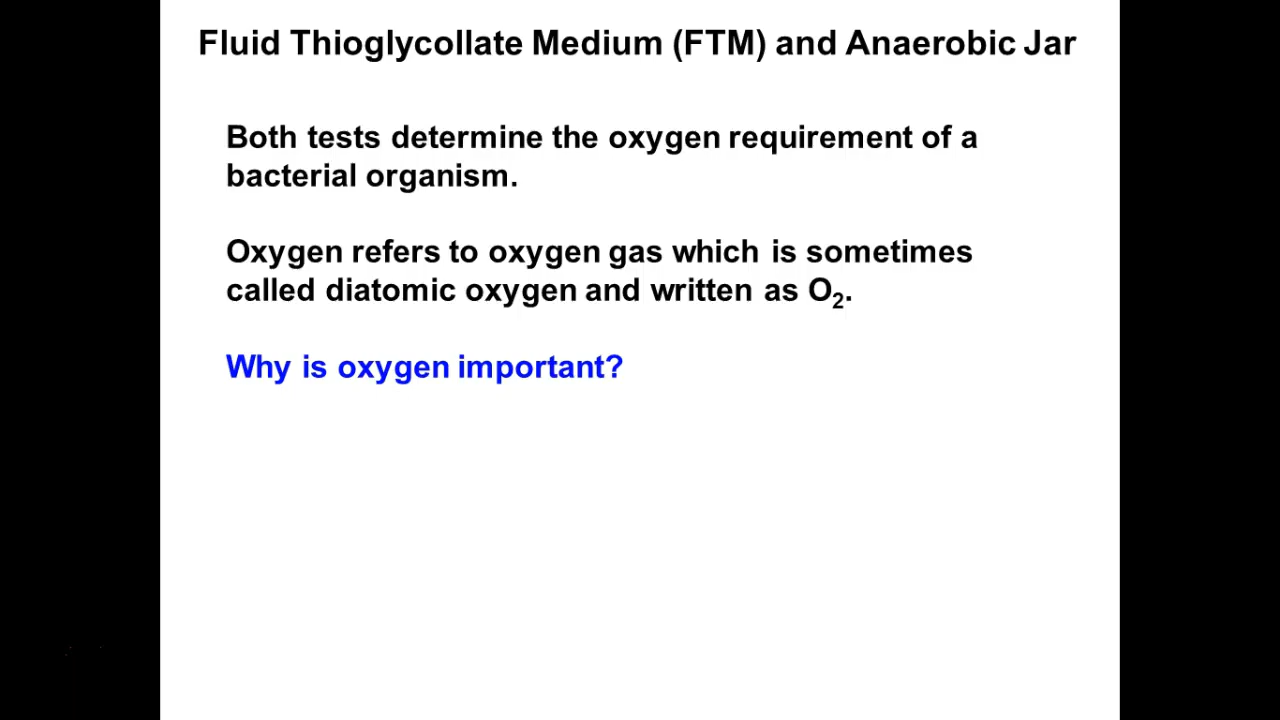 Fluid Thioglycollate Medium (FTM) and Anaerobic Jar
Both tests determine the oxygen requirement of a
bacterial organism.
Oxygen refers to oxygen gas which is sometimes
called diatomic oxygen and written as O₂.
Why is oxygen important?